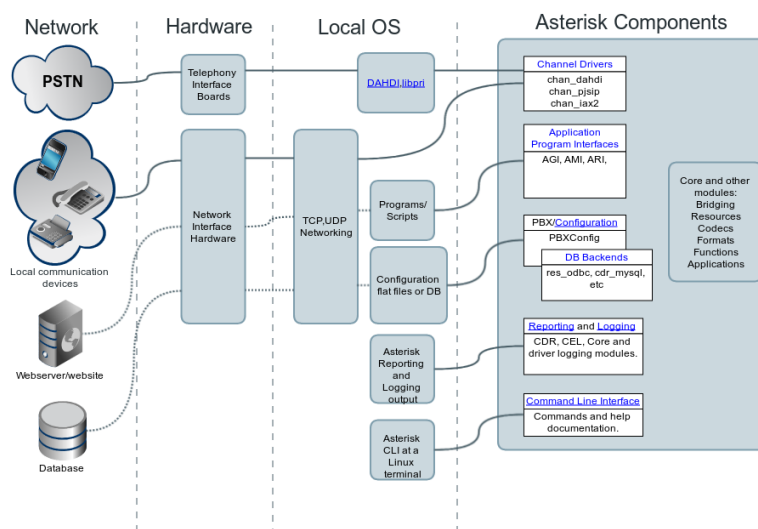 Network
Hardware
Local OS
Asterisk Components
PSTN
Telephony
Interface
Boards
DAHDI,libpri
Channel Drivers
chan_dahdi
chan_pjsip
chan_iax2
Application
Program Interfaces
AGI, AMI, ARI,
Local communication
devices
Network
Interface
Hardware
TCP,UDP
Networking
Programs/
Scripts
Core and other
modules:
Bridging
Resources
Codecs
Formats
Functions
Applications
PBX/Configuration
PBXConfig
DB Backends
res_odbc, cdr_mysql,
etc
Configuration
flat files or DB
Webserver/website
Asterisk
Reporting
and
Logging
output
Reporting and Logging
CDR, CEL, Core and
driver logging modules.
Database
Asterisk
CLI at a
Linux
terminal
Command Line Interface
Commands and help
documentation.